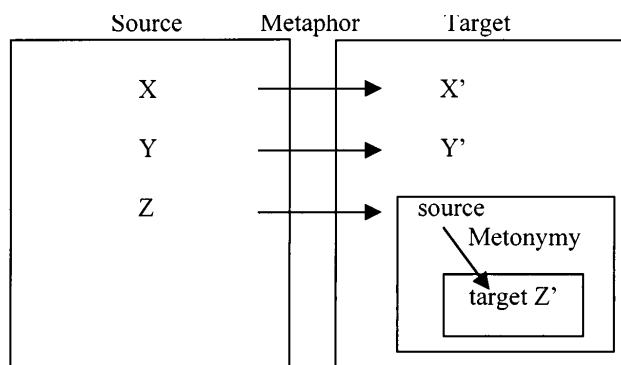 Source Metaphor Target
X X’
Y Y’
Z
source
Metonymy
target Z’